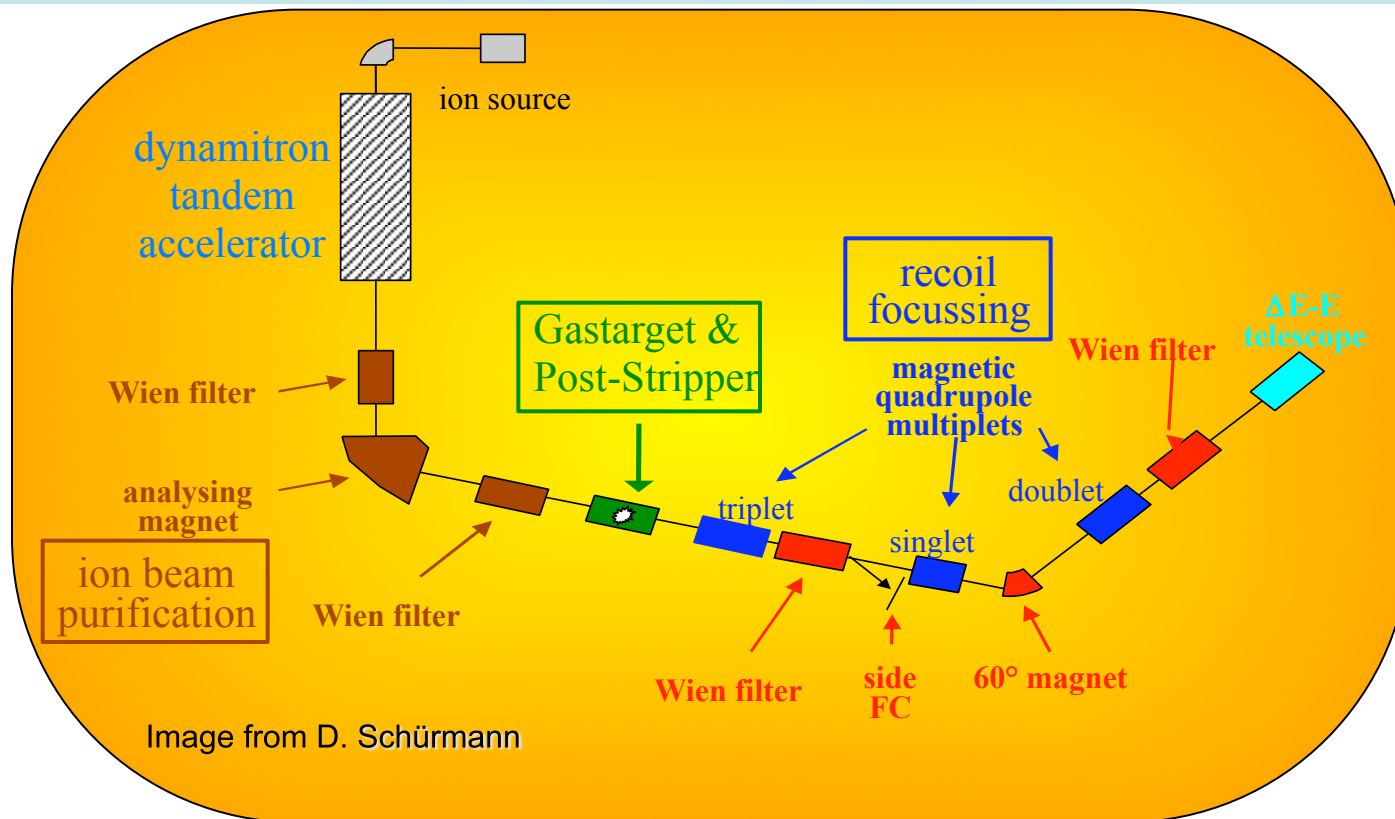 ion source
dynamitron
tandem
accelerator
Wien filter
analysing
magnet
ion beam
purification
Wien filter
Gastarget &
Post-Stripper
recoil
focussing
magnetic
quadrupole
multiplets
triplet
singlet
doublet
Wien filter
ΔE-E
telescope
Wien filter
side
FC
60° magnet
Image from D. Schürmann